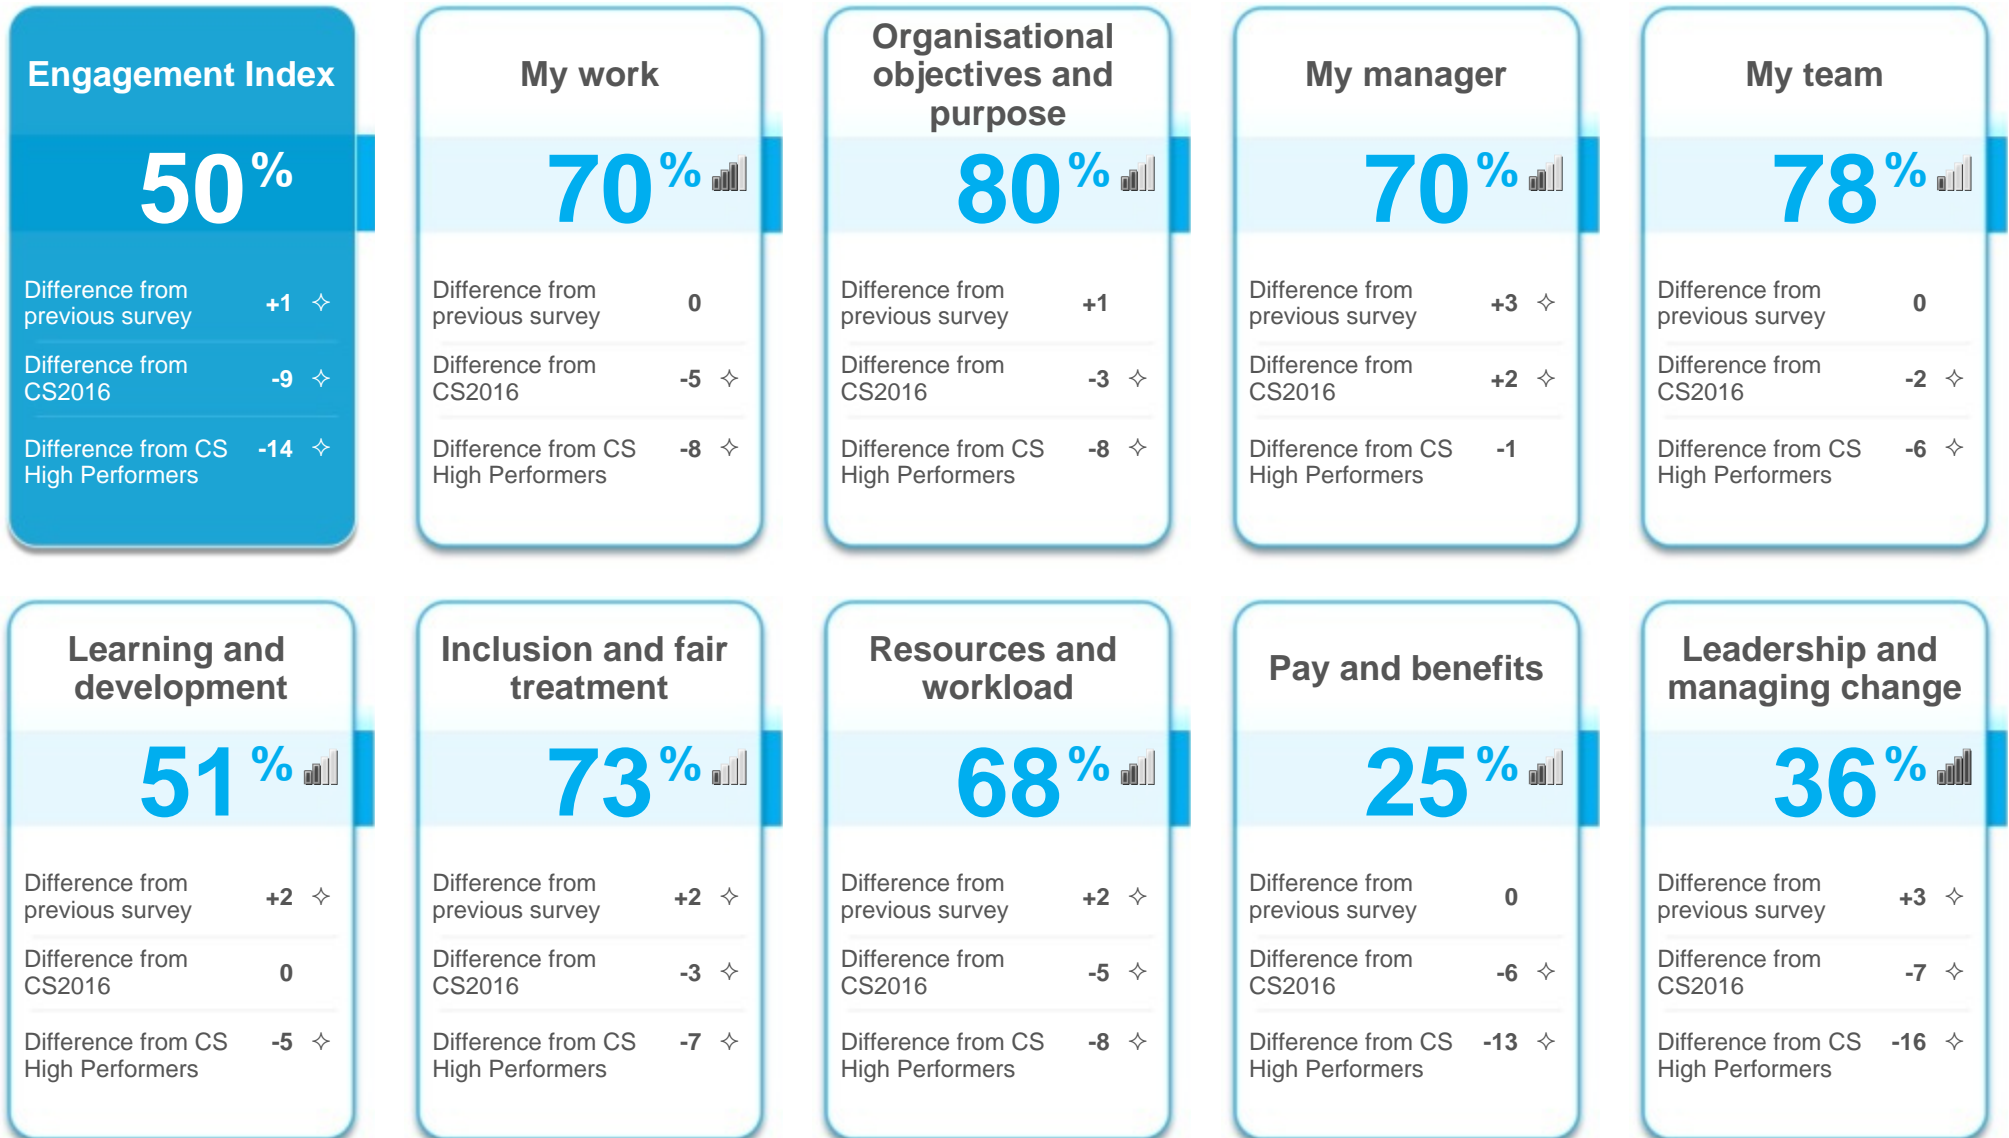 Engagement Index
50%
Difference from
previous survey +1 ✧
Difference from
CS2016 -9 ✧
Difference from CS
High Performers -14 ✧
My work
70%
Difference from
previous survey 0
Difference from
CS2016 -5 ✧
Difference from CS
High Performers -8 ✧
Organisational
objectives and
purpose
80%
Difference from
previous survey +1
Difference from
CS2016 -3 ✧
Difference from CS
High Performers -8 ✧
My manager
70%
Difference from
previous survey +3 ✧
Difference from
CS2016 +2 ✧
Difference from CS
High Performers -1
My team
78%
Difference from
previous survey 0
Difference from
CS2016 -2 ✧
Difference from CS
High Performers -6 ✧
Learning and
development
51%
Difference from
previous survey +2 ✧
Difference from
CS2016 0
Difference from CS
High Performers -5 ✧
Inclusion and fair
treatment
73%
Difference from
previous survey +2 ✧
Difference from
CS2016 -3 ✧
Difference from CS
High Performers -7 ✧
Resources and
workload
68%
Difference from
previous survey +2 ✧
Difference from
CS2016 -5 ✧
Difference from CS
High Performers -8 ✧
Pay and benefits
25%
Difference from
previous survey 0
Difference from
CS2016 -6 ✧
Difference from CS
High Performers -13 ✧
Leadership and
managing change
36%
Difference from
previous survey +3 ✧
Difference from
CS2016 -7 ✧
Difference from CS
High Performers -16 ✧